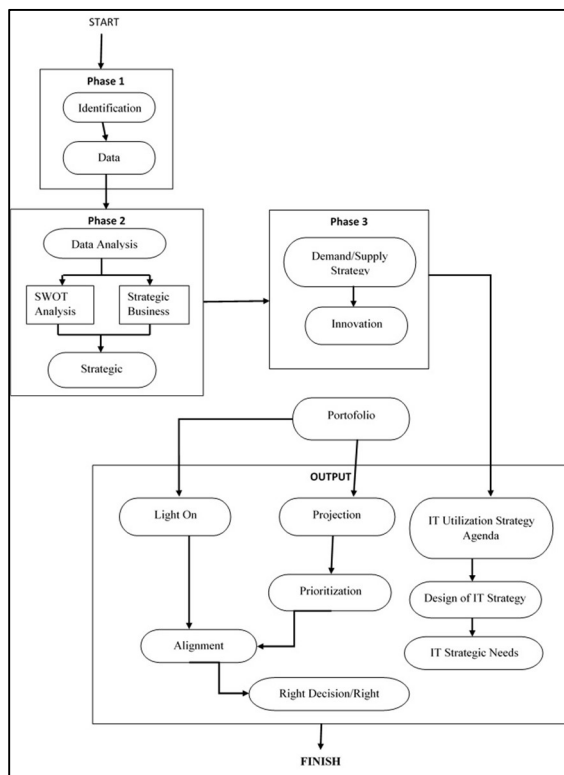 START
Phase 1
Identification
Data
Phase 2
Data Analysis
SWOT
Analysis
Strategic
Business
Strategic
Phase 3
Demand/Supply
Strategy
Innovation
Portofolio
OUTPUT
Light On
Projection
IT Utilization Strategy
Agenda
Prioritization
Design of IT Strategy
Alignment
IT Strategic Needs
Right Decision/Right
FINISH